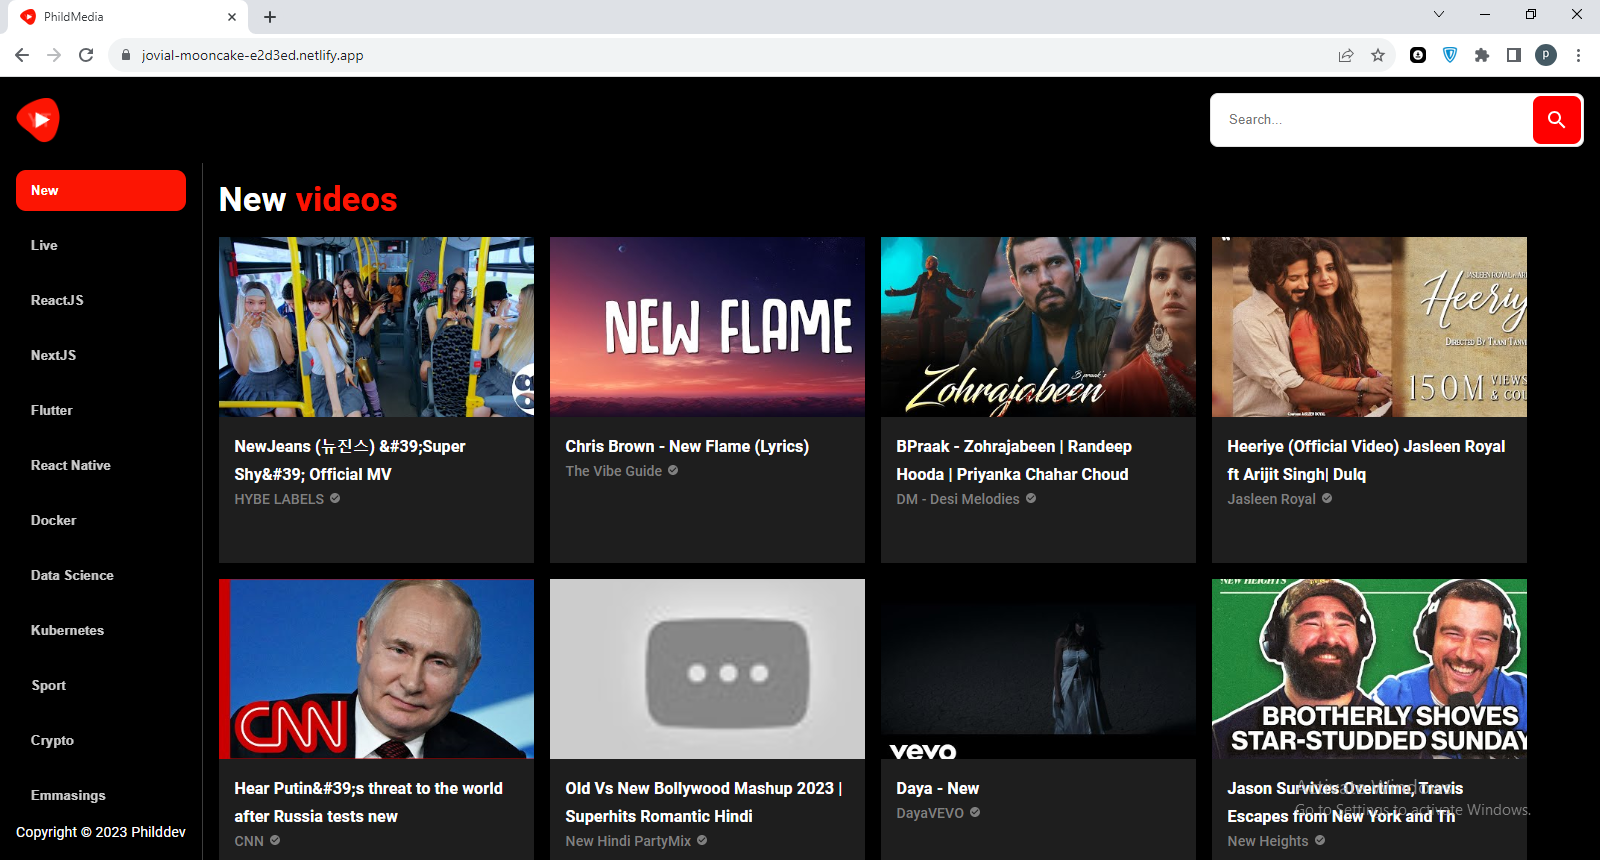 PhildMedia
jovial-mooncake-e2d3ed.netlify.app
P
Search...
New
Live
ReactJS
NextJS
Flutter
React Native
Docker
Data Science
Kubernetes
Sport
Crypto
Emmasings
Copyright © 2023 Philddev
New videos
NewJeans (뉴진스) &#39;Super
Shy&#39; Official MV
HYBE LABELS
NEW FLAME
Chris Brown - New Flame (Lyrics)
The Vibe Guide
B praak's
Zohrajabeen
BPraak - Zohrajabeen | Randeep
Hooda | Priyanka Chahar Choud
DM - Desi Melodies
Heeriy
DIRECTED BY TAANI TANV
150M VIEWS
& COL
Heeriye (Official Video) Jasleen Royal
ft Arijit Singh| Dulq
Jasleen Royal
CNN
Hear Putin&#39;s threat to the world
after Russia tests new
CNN
Old Vs New Bollywood Mashup 2023 |
Superhits Romantic Hindi
New Hindi PartyMix
vevo
Daya - New
DayaVEVO
NEW HEIGHTS
BROTHERLY SHOVES
STAR-STUDDED SUNDAY
Jason Survives Overtime, Travis
Escapes from New York and Th
New Heights
Activate Windows
Go to Settings to activate Windows.